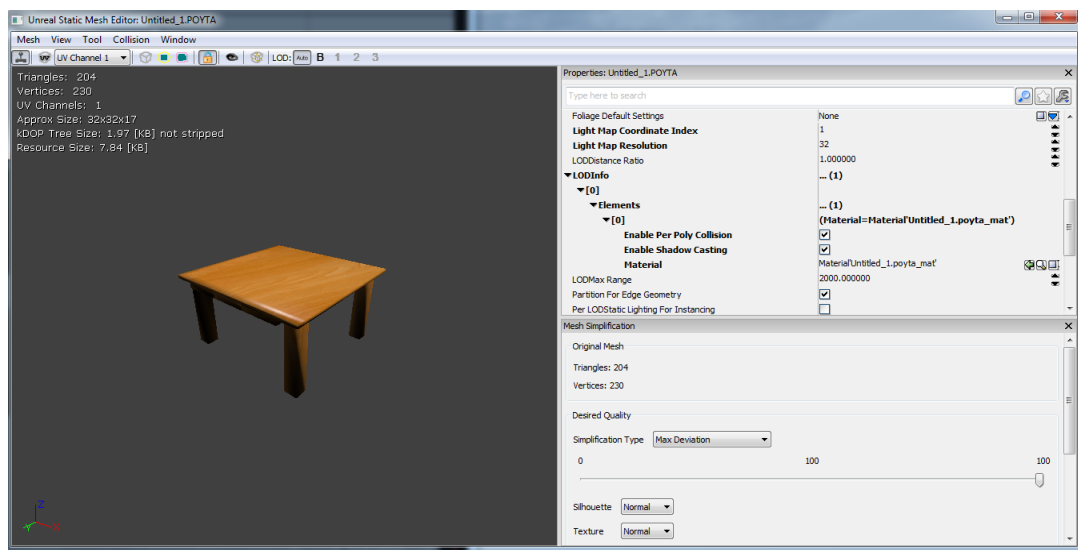 Unreal Static Mesh Editor: Untitled_1.POYTA
Mesh View Tool Collision Window
UV UV Channel 1 LOD: Auto B 1 2 3
Triangles: 204
Vertices: 230
UV Channels: 1
Approx Size: 32x32x17
kDOP Tree Size: 1.97 [KB] not stripped
Resource Size: 7.84 [KB]
Z
Properties: Untitled_1.POYTA
Type here to search
Foliage Default Settings None
Light Map Coordinate Index 1
Light Map Resolution 32
LODDistance Ratio 1.000000
LODInfo ... (1)
[0]
Elements ... (1)
[0] (Material=Material'Untitled_1.poyta_mat')
Enable Per Poly Collision
Enable Shadow Casting
Material Material'Untitled_1.poyta_mat'
LODMax Range 2000.000000
Partition For Edge Geometry
Per LODStatic Lighting For Instancing
Mesh Simplification
Original Mesh
Triangles: 204
Vertices: 230
Desired Quality
Simplification Type Max Deviation
0 100 100
Silhouette Normal
Texture Normal